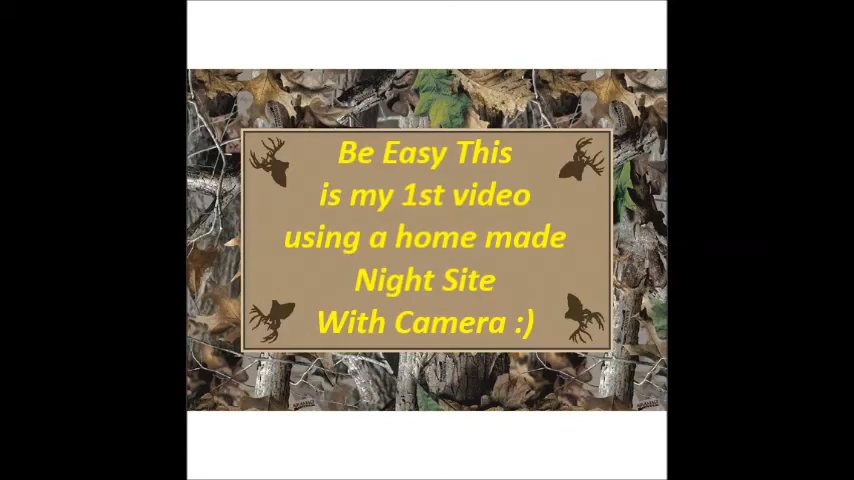 Be Easy This
is my 1st video
using a home made
Night Site
With Camera :)